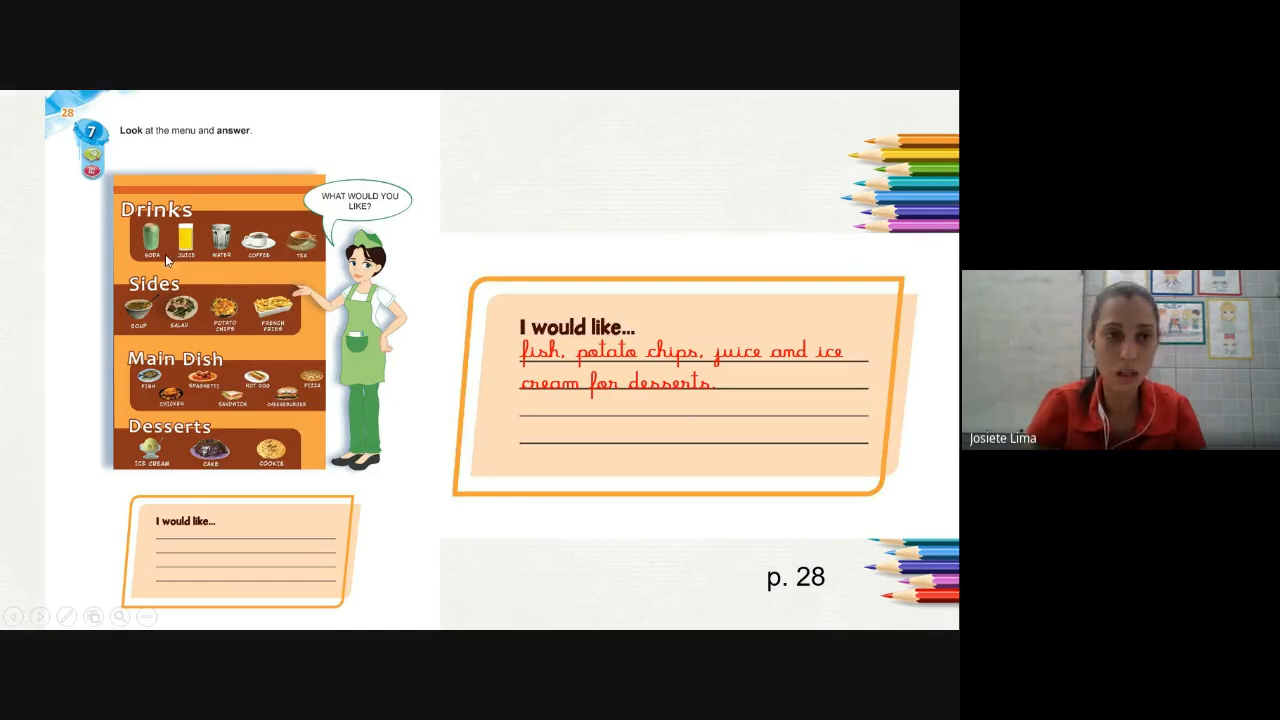 28
7
Look at the menu and answer.
WHAT WOULD YOU
LIKE?
Drinks
SODA JUICE WATER COFFEE TEA
Sides
SOUP SALAD POTATO CHIPS FRENCH FRIES
Main Dish
FISH SPAGHETTI HOT DOG PIZZA
CHICKEN SANDWICH CHEESEBURGER
Desserts
ICE CREAM CAKE COOKIE
I would like...
I would like...
fish, potato chips, juice and ice
cream for desserts.
p. 28
Josiete Lima